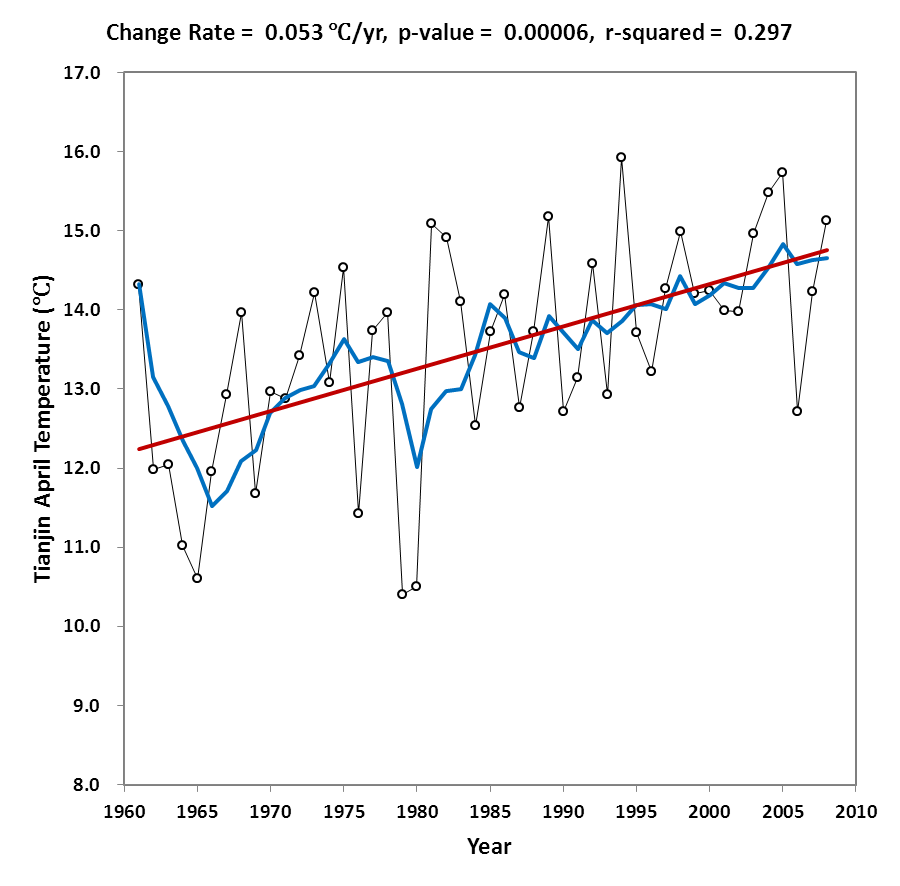 Change Rate = 0.053 ℃/yr, p-value = 0.00006, r-squared = 0.297
17.0
16.0
15.0
14.0
13.0
12.0
11.0
10.0
9.0
8.0
Tianjin April Temperature (℃)
1960 1965 1970 1975 1980 1985 1990 1995 2000 2005 2010
Year